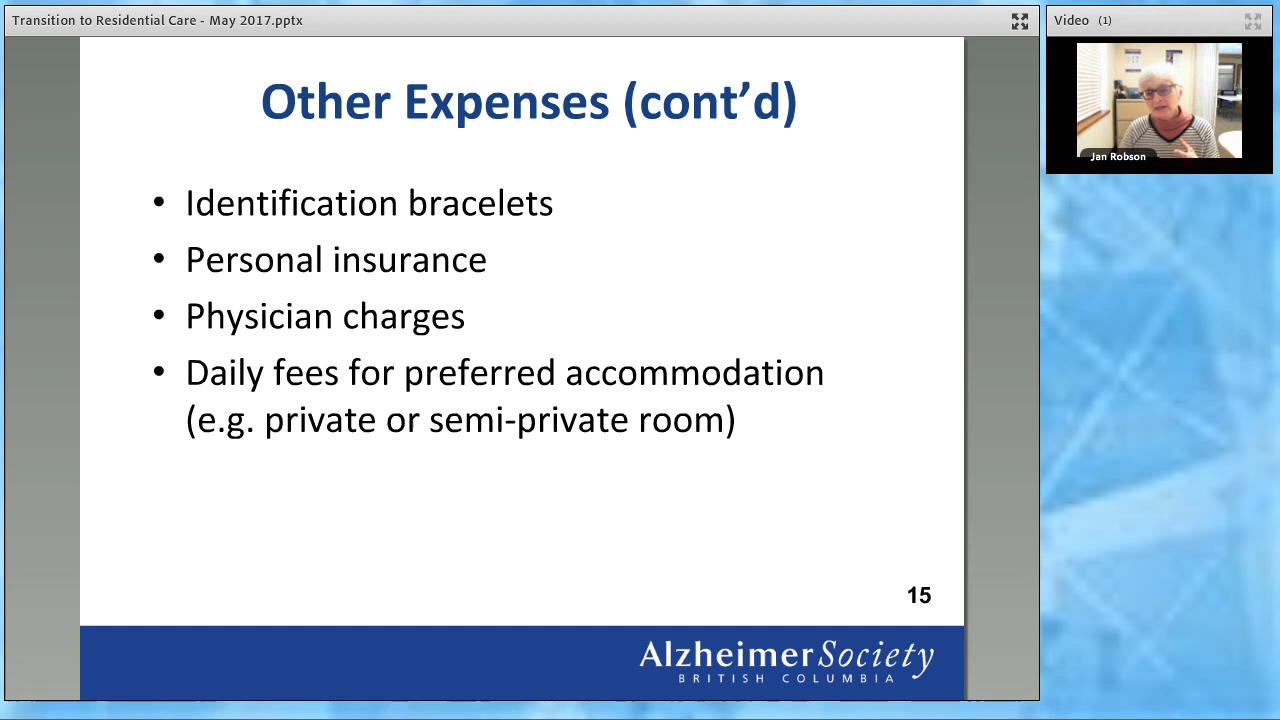 Transition to Residential Care - May 2017.pptx
Video (1)
Jan Robson
Other Expenses (cont’d)
• Identification bracelets
• Personal insurance
• Physician charges
• Daily fees for preferred accommodation
(e.g. private or semi-private room)
15
AlzheimerSociety
BRITISH COLUMBIA